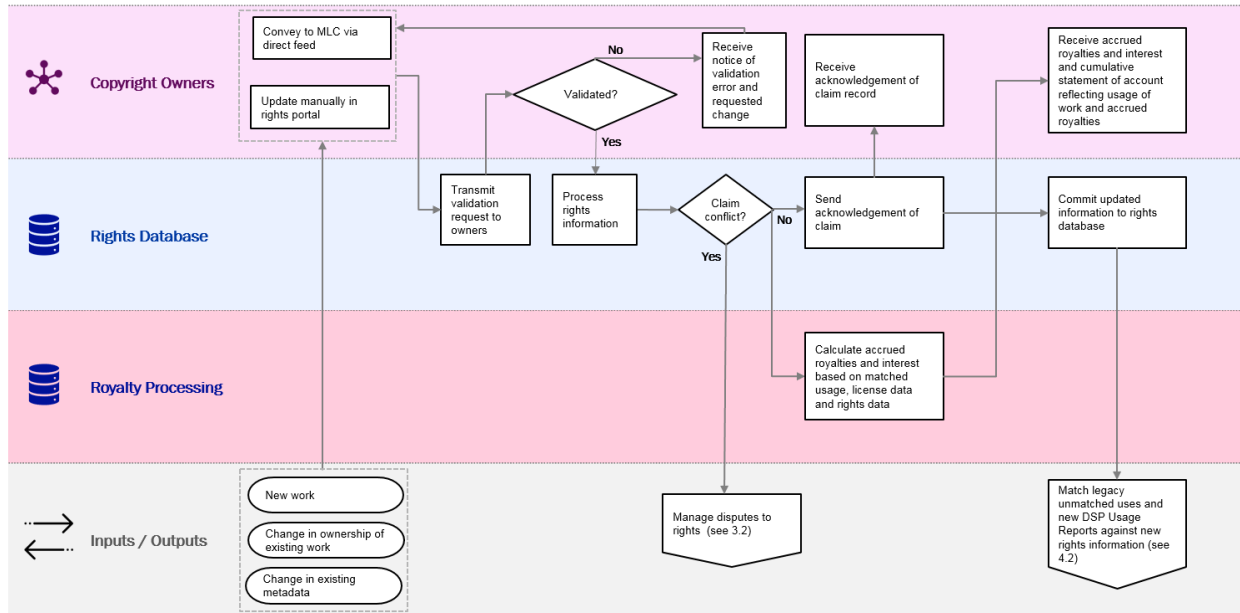 Copyright Owners
Convey to MLC via
direct feed
Update manually in
rights portal
Validated?
No
Yes
Receive
notice of
validation
error and
requested
change
Receive
acknowledgement of
claim record
Receive accrued
royalties and interest
and cumulative
statement of account
reflecting usage of
work and accrued
royalties
Rights Database
Transmit
validation
request to
owners
Process
rights
information
Claim
conflict?
No
Yes
Send
acknowledgement of
claim
Commit updated
information to rights
database
Royalty Processing
Calculate accrued
royalties and interest
based on matched
usage, license data
and rights data
Inputs / Outputs
New work
Change in ownership of
existing work
Change in existing
metadata
Manage disputes to
rights (see 3.2)
Match legacy
unmatched uses and
new DSP Usage
Reports against new
rights information (see
4.2)